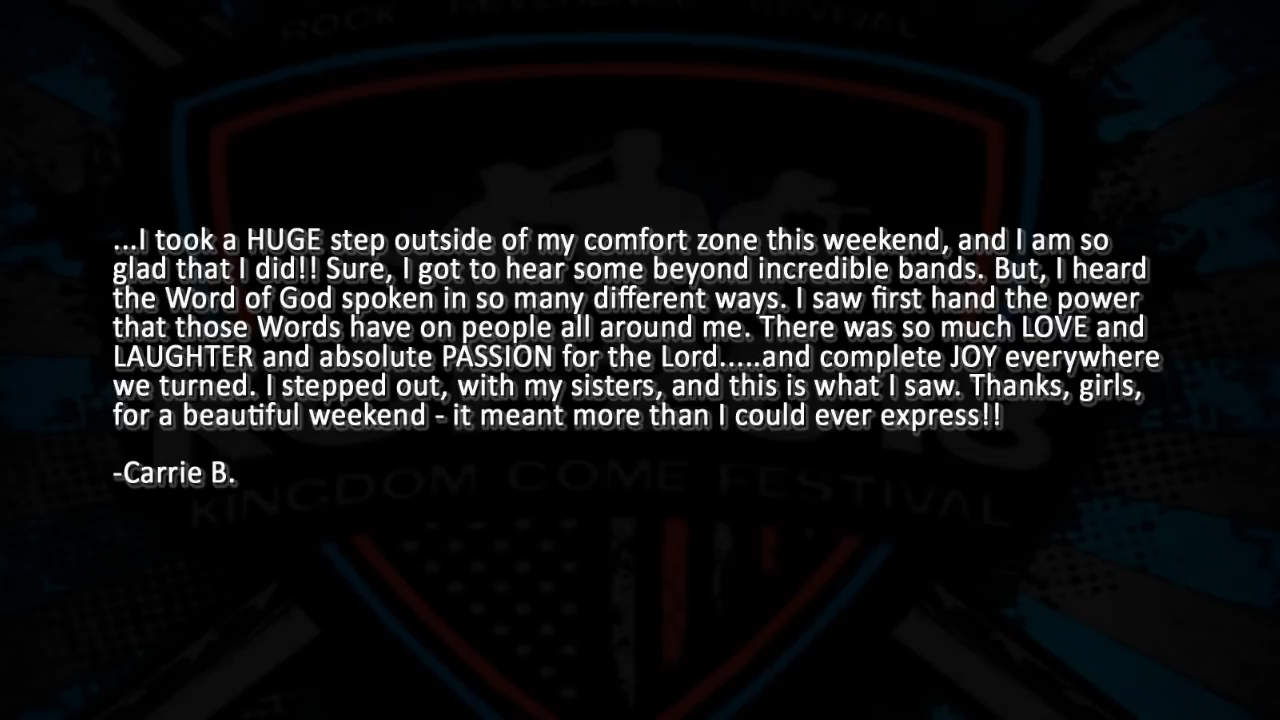 ROCK REVERENCE REVIVAL
...I took a HUGE step outside of my comfort zone this weekend, and I am so
glad that I did!! Sure, I got to hear some beyond incredible bands. But, I heard
the Word of God spoken in so many different ways. I saw first hand the power
that those Words have on people all around me. There was so much LOVE and
LAUGHTER and absolute PASSION for the Lord.....and complete JOY everywhere
we turned. I stepped out, with my sisters, and this is what I saw. Thanks, girls,
for a beautiful weekend - it meant more than I could ever express!!
-Carrie B.
KINGDOM COME FESTIVAL